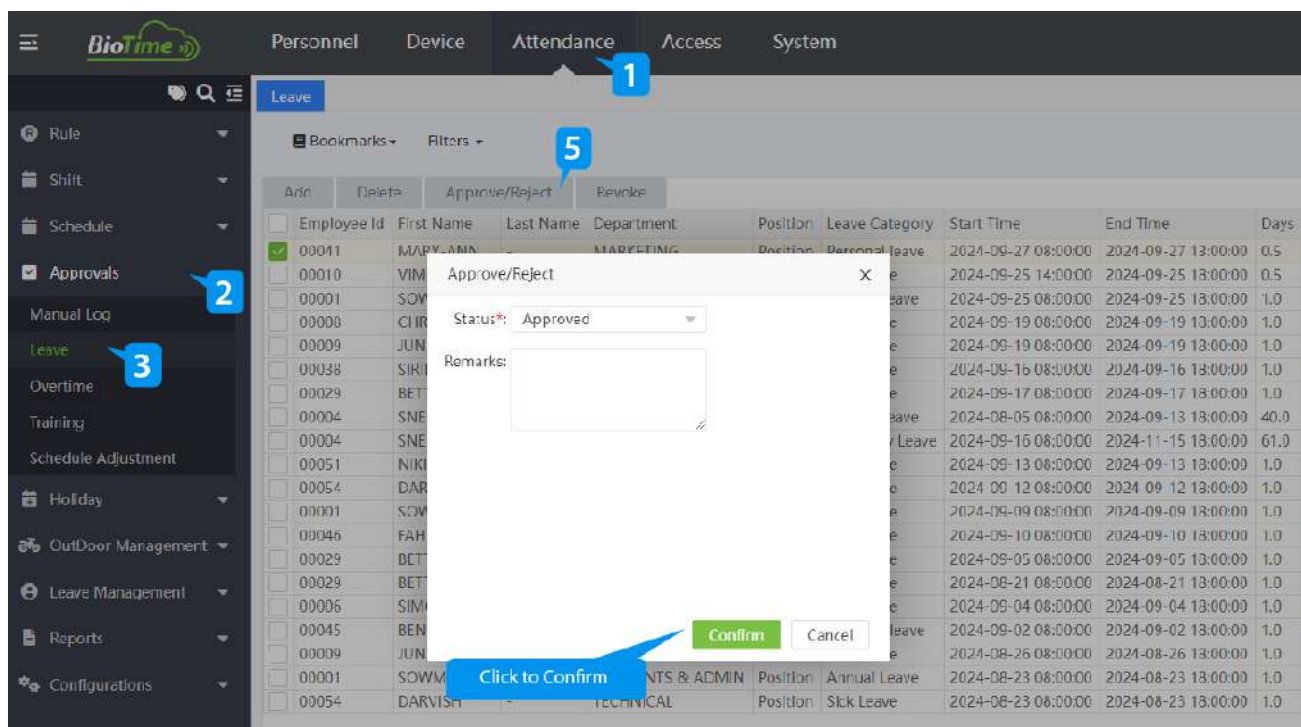 BioTime
Personnel Device Attendance Access System
1
Leave
Rule
Bookmarks Filters
5
Shift
Add Delete Approve/Reject Revoke
Schedule
Employee Id First Name Last Name Department Position Leave Category Start Time End Time Days
00041 MARY-ANN - MARKETING Position Personal leave 2024-09-27 08:00:00 2024-09-27 13:00:00 0.5
Approvals
2
00010 VIM e 2024-09-25 14:00:00 2024-09-25 18:00:00 0.5
Approve/Reject X
00001 SOW eave 2024-09-25 08:00:00 2024-09-25 18:00:00 1.0
Manual Log
Status*: Approved
00008 e 2024-09-19 08:00:00 2024-09-19 18:00:00 1.0
Leave
3
00009 JUN e 2024-09-19 08:00:00 2024-09-19 18:00:00 1.0
Remarks:
00038 SIRI e 2024-09-16 08:00:00 2024-09-16 18:00:00 1.0
Overtime
00029 BET e 2024-09-17 08:00:00 2024-09-17 18:00:00 1.0
Training
00004 SNE eave 2024-08-05 08:00:00 2024-09-13 18:00:00 40.0
00004 SNE y Leave 2024-09-16 08:00:00 2024-11-15 18:00:00 61.0
Schedule Adjustment
00051 NIKI e 2024-09-13 08:00:00 2024-09-13 18:00:00 1.0
00054 DAR e 2024-09-12 08:00:00 2024-09-12 18:00:00 1.0
Holiday
00001 SOW e 2024-09-09 08:00:00 2024-09-09 18:00:00 1.0
00046 FAH e 2024-09-10 08:00:00 2024-09-10 18:00:00 1.0
OutDoor Management
00029 BET e 2024-09-05 08:00:00 2024-09-05 18:00:00 1.0
00029 BET e 2024-08-21 08:00:00 2024-08-21 18:00:00 1.0
Leave Management
00006 SIM e 2024-09-04 08:00:00 2024-09-04 18:00:00 1.0
00045 BEN leave 2024-09-02 08:00:00 2024-09-02 18:00:00 1.0
Reports
Confirm Cancel
00009 JUN e 2024-08-26 08:00:00 2024-08-26 18:00:00 1.0
00001 SOWM NTS & ADMIN Position Annual Leave 2024-08-23 08:00:00 2024-08-23 18:00:00 1.0
Click to Confirm
Configurations
00054 DARVISH - TECHNICAL Position Sick Leave 2024-08-23 08:00:00 2024-08-23 18:00:00 1.0